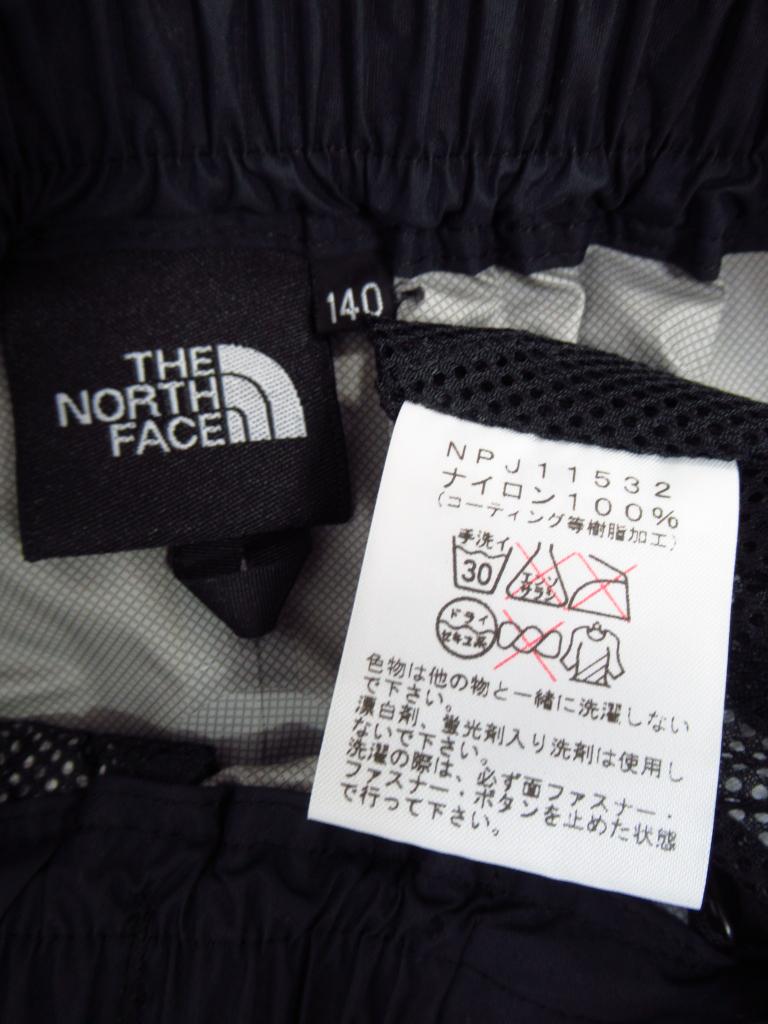 140
THE
NORTH
FACE
NPJ11532
ナイロン100%
(コーティング等樹脂加工)
手洗イ
30
エンソ
サラシ
ドライ
セキユ系
色物は他の物と一緒に洗濯しない
で下さい。
漂白剤、蛍光剤入り洗剤は使用し
ないで下さい。
洗濯の際は、必ず面ファスナー・
ファスナー・ボタンを止めた状態
で行って下さい。